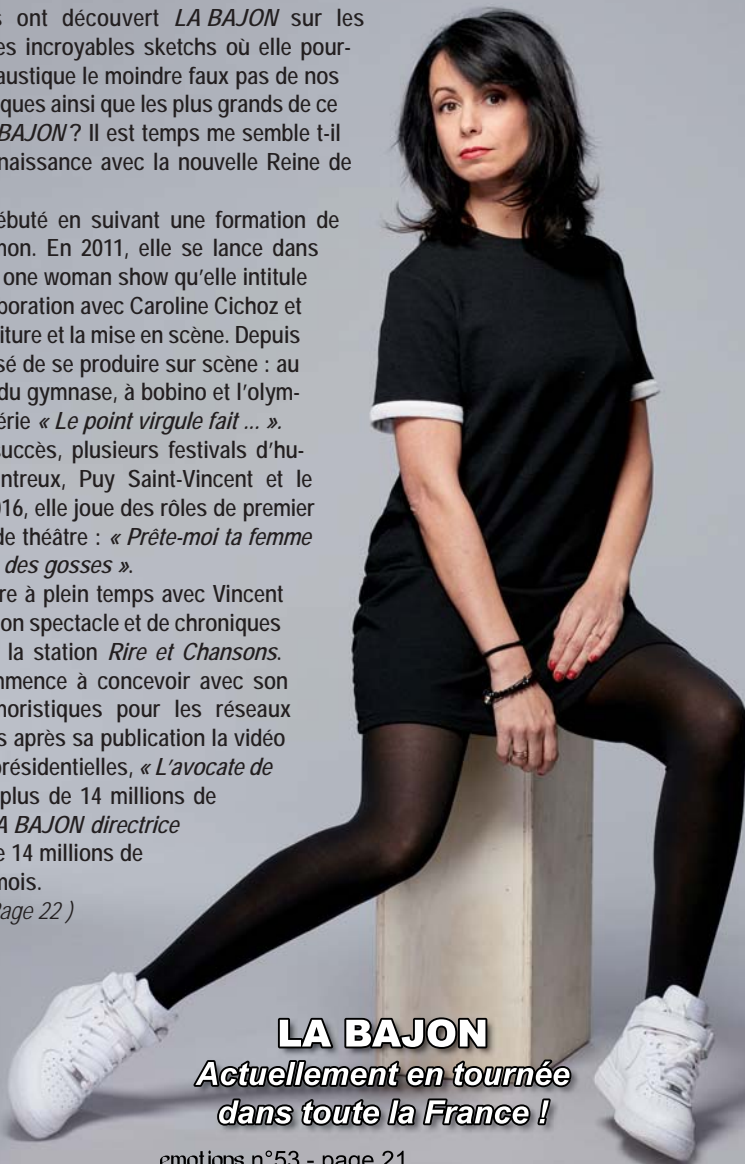 s ont découvert LA BAJON sur les
es incroyables sketchs où elle pour-
austique le moindre faux pas de nos
iques ainsi que les plus grands de ce
BAJON ? Il est temps me semble t-il
naissance avec la nouvelle Reine de
ébuté en suivant une formation de
non. En 2011, elle se lance dans
one woman show qu'elle intitule
boration avec Caroline Cichoz et
iture et la mise en scène. Depuis
sé de se produire sur scène : au
du gymnase, à bobino et l'olym-
érie « Le point virgule fait ... ».
succès, plusieurs festivals d'hu-
ntreux, Puy Saint-Vincent et le
016, elle joue des rôles de premier
de théâtre : « Prête-moi ta femme
des gosses ».
re à plein temps avec Vincent
on spectacle et de chroniques
la station Rire et Chansons.
mmence à concevoir avec son
moristiques pour les réseaux
s après sa publication la vidéo
présidentielles, « L'avocate de
plus de 14 millions de
A BAJON directrice
e 14 millions de
mois.
Page 22 )
LA BAJON
Actuellement en tournée
dans toute la France !
emotions n°53 - page 21